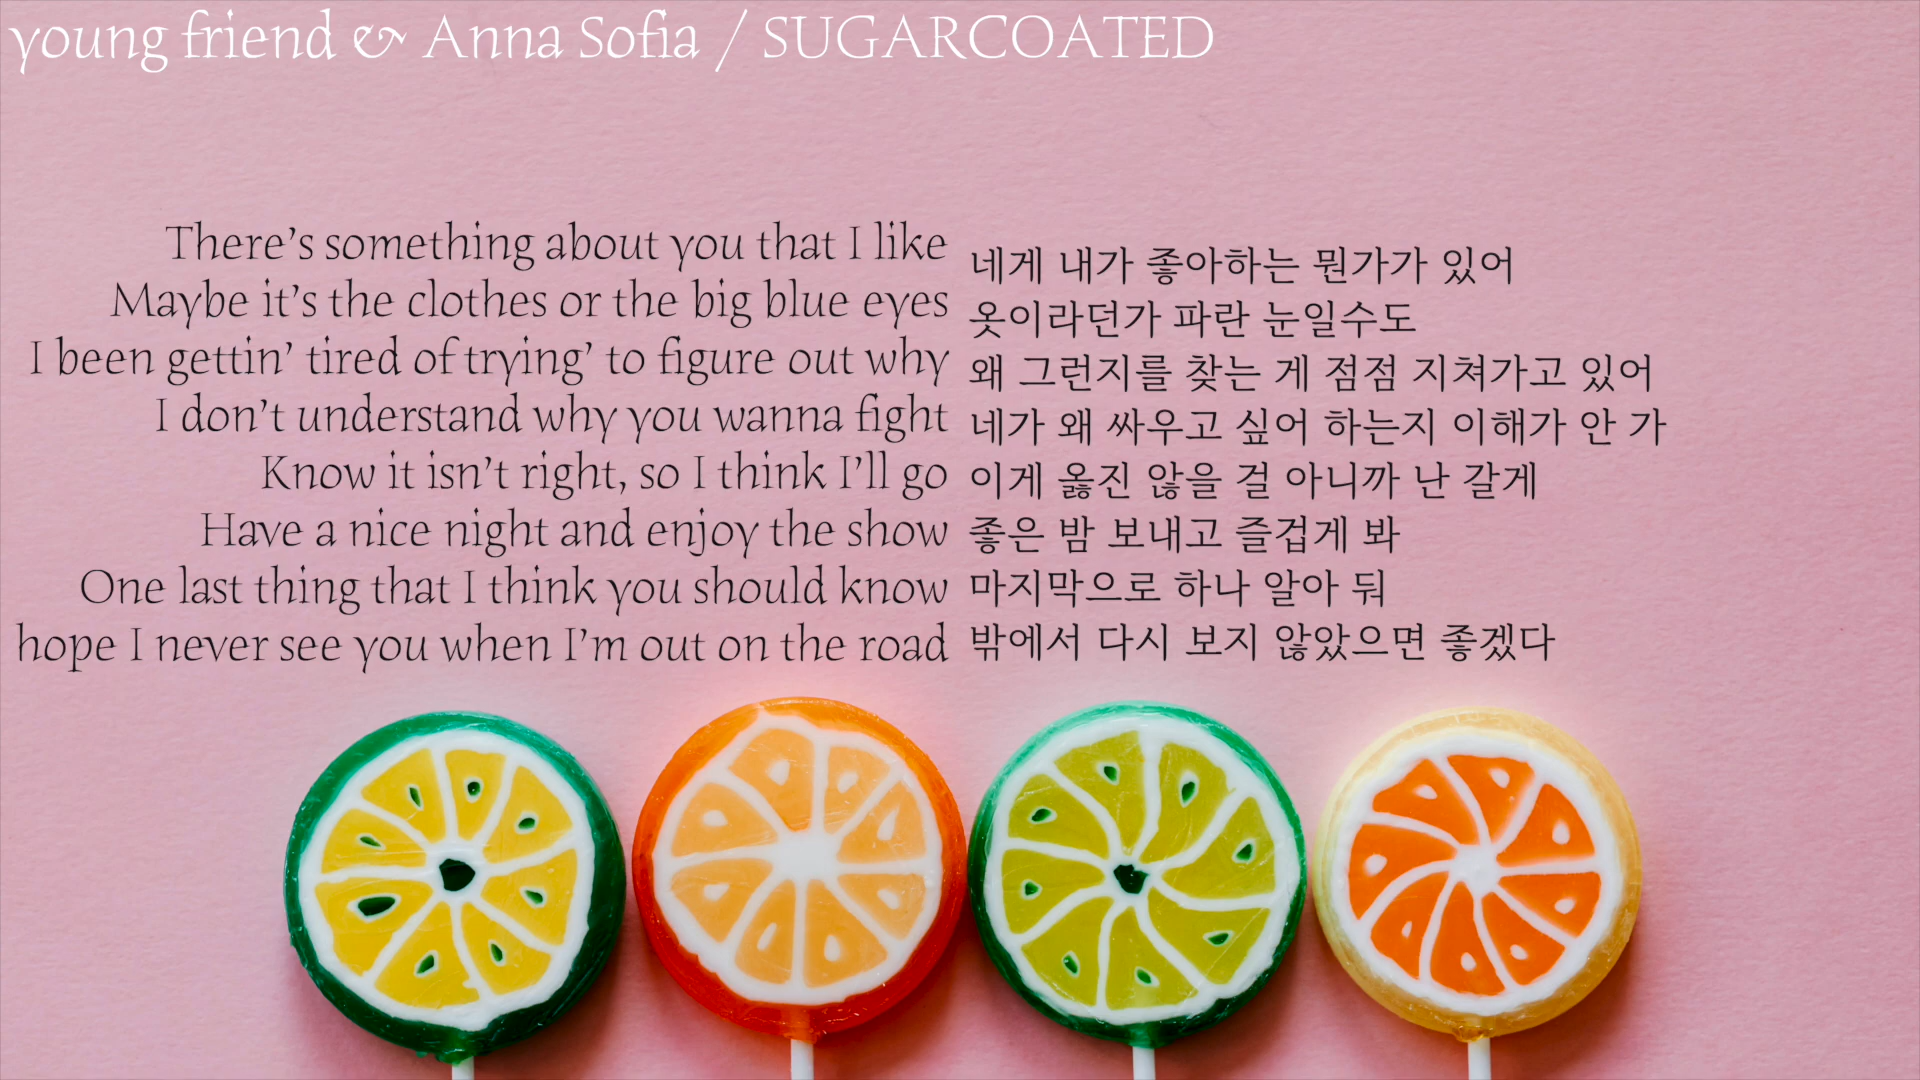 young friend & Anna Sofia / SUGARCOATED
There's something about you that I like
Maybe it's the clothes or the big blue eyes
I been gettin' tired of trying' to figure out why
I don't understand why you wanna fight
Know it isn't right, so I think I'll go
Have a nice night and enjoy the show
One last thing that I think you should know
hope I never see you when I'm out on the road
네게 내가 좋아하는 뭔가가 있어
옷이라던가 파란 눈일수도
왜 그런지를 찾는 게 점점 지쳐가고 있어
네가 왜 싸우고 싶어 하는지 이해가 안 가
이게 옳진 않을 걸 아니까 난 갈게
좋은 밤 보내고 즐겁게 봐
마지막으로 하나 알아 둬
밖에서 다시 보지 않았으면 좋겠다